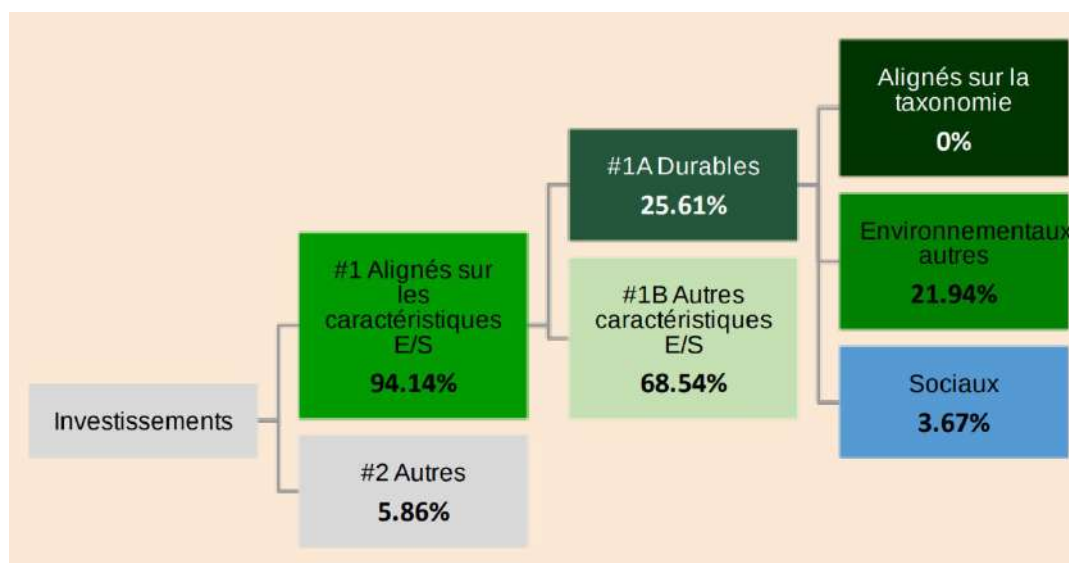 Investissements
#1 Alignés sur
les
caractéristiques
E/S
94.14%
#2 Autres
5.86%
#1A Durables
25.61%
#1B Autres
caractéristiques
E/S
68.54%
Alignés sur la
taxonomie
0%
Environnementaux
autres
21.94%
Sociaux
3.67%